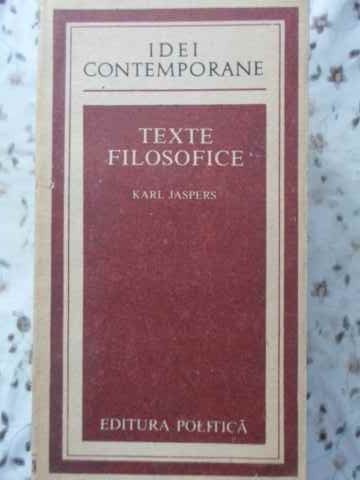 IDEI
CONTEMPORANE
TEXTE
FILOSOFICE
KARL JASPERS
EDITURA POLITICĂ